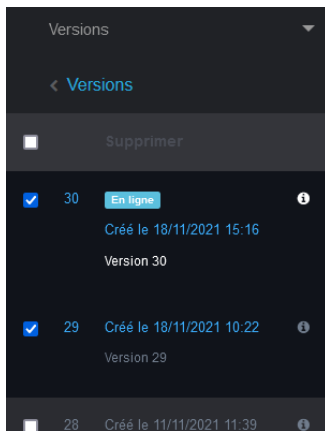 Versions
Versions
Supprimer
30 En ligne
Créé le 18/11/2021 15:16
Version 30
29 Créé le 18/11/2021 10:22
Version 29
28 Créé le 11/11/2021 11:39